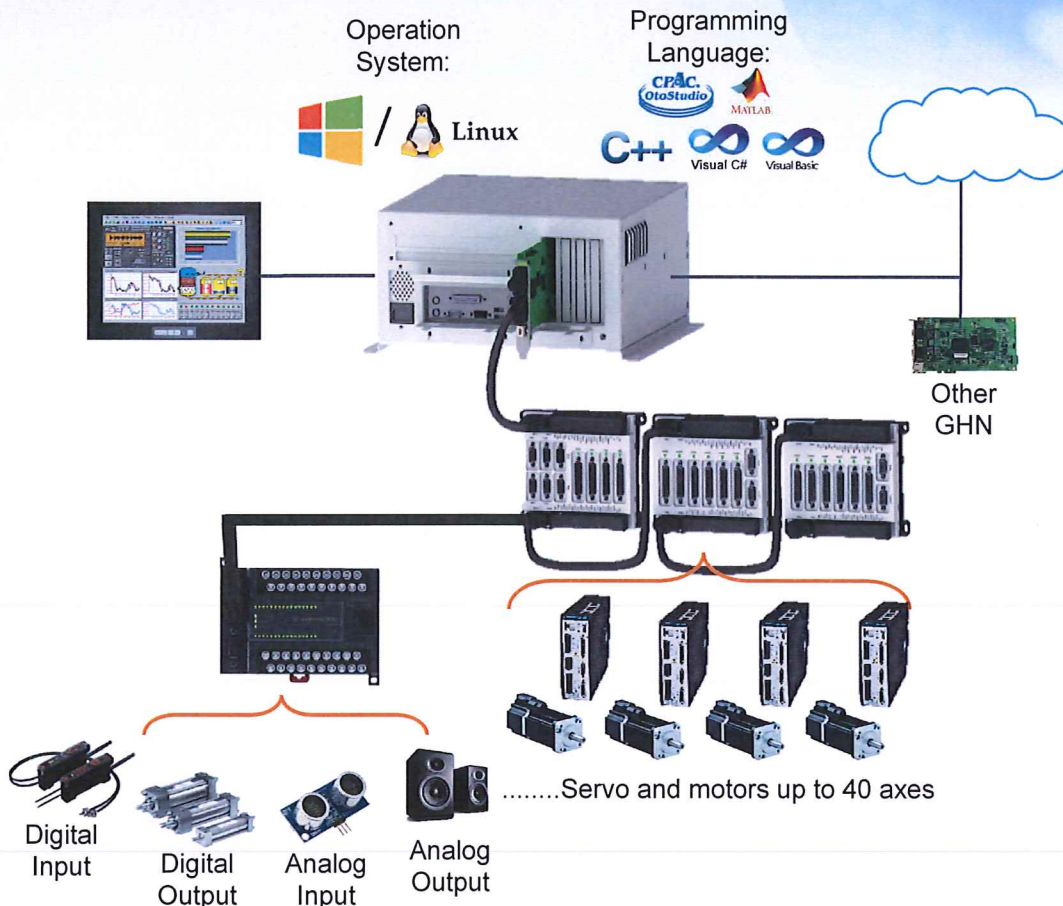 Operation
System:
Programming
Language:
CPAC.
OtoStudio
MATLAB
Linux
C++
Visual C#
Visual Basic
Other
GHN
........Servo and motors up to 40 axes
Digital
Input
Digital
Output
Analog
Input
Analog
Output